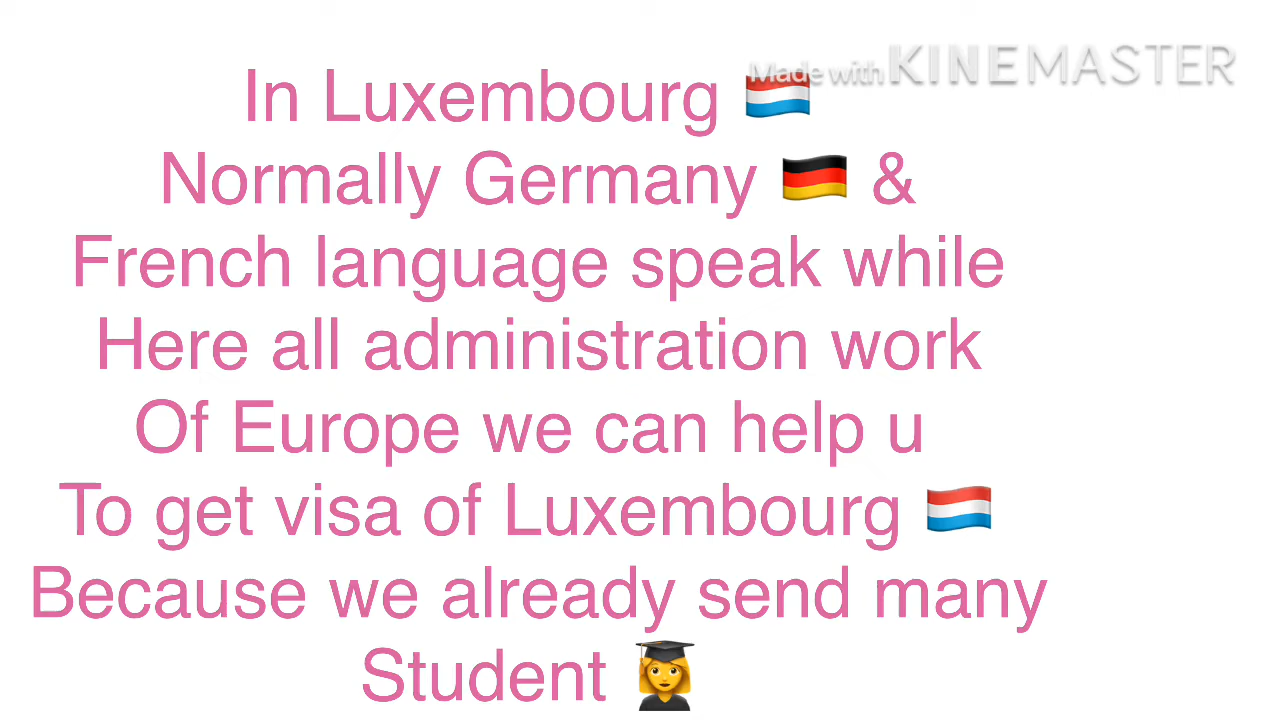 Made with KINEMASTER
In Luxembourg 🇱🇺
Normally Germany 🇩🇪 &
French language speak while
Here all administration work
Of Europe we can help u
To get visa of Luxembourg 🇱🇺
Because we already send many
Student 👩‍🎓